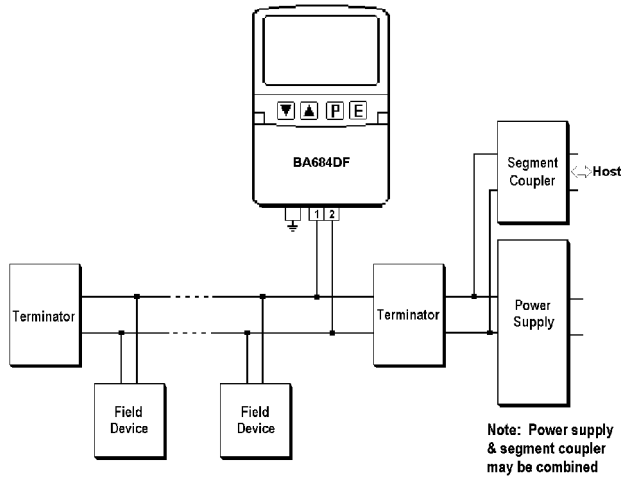 P E
BA684DF
1 2
Segment
Coupler
Host
Terminator
Terminator
Power
Supply
Field
Device
Field
Device
Note: Power supply
& segment coupler
may be combined